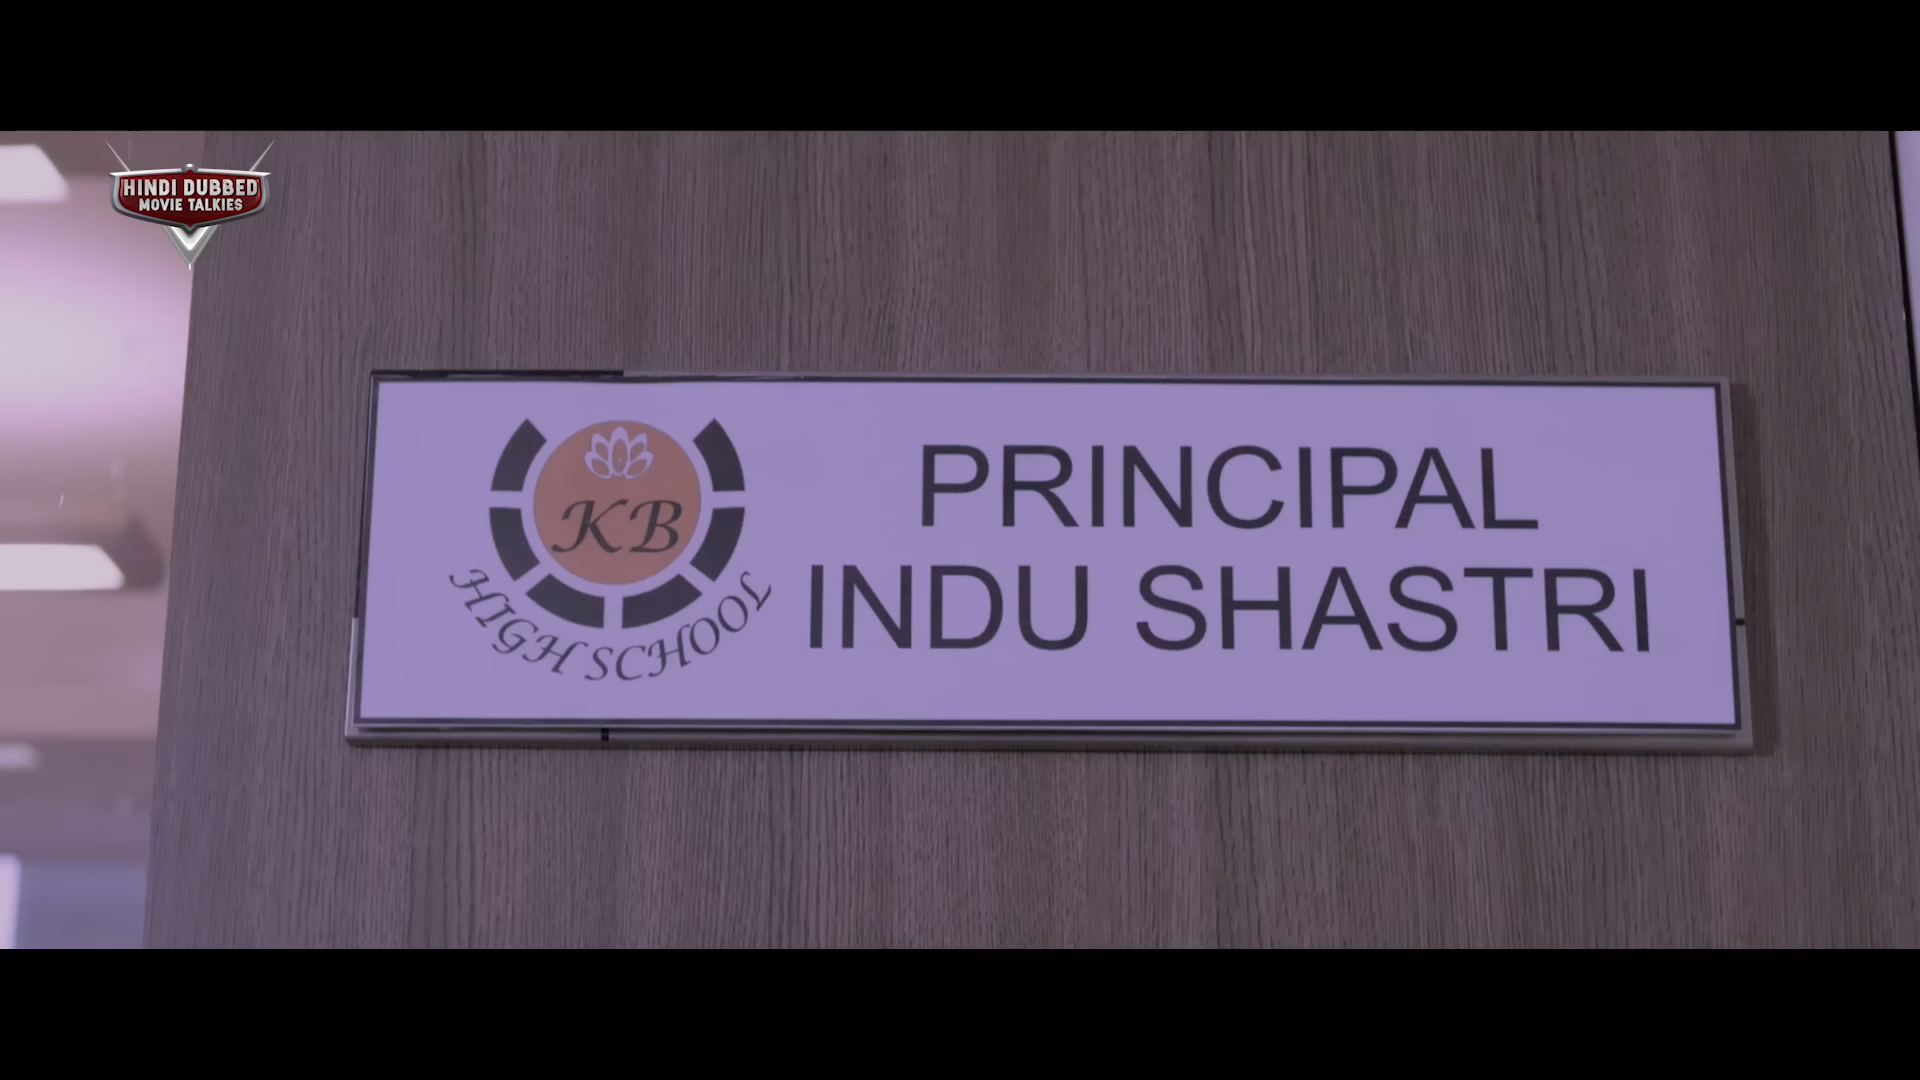 HINDI DUBBED
MOVIE TALKIES
KB
HIGH SCHOOL
PRINCIPAL
INDU SHASTRI